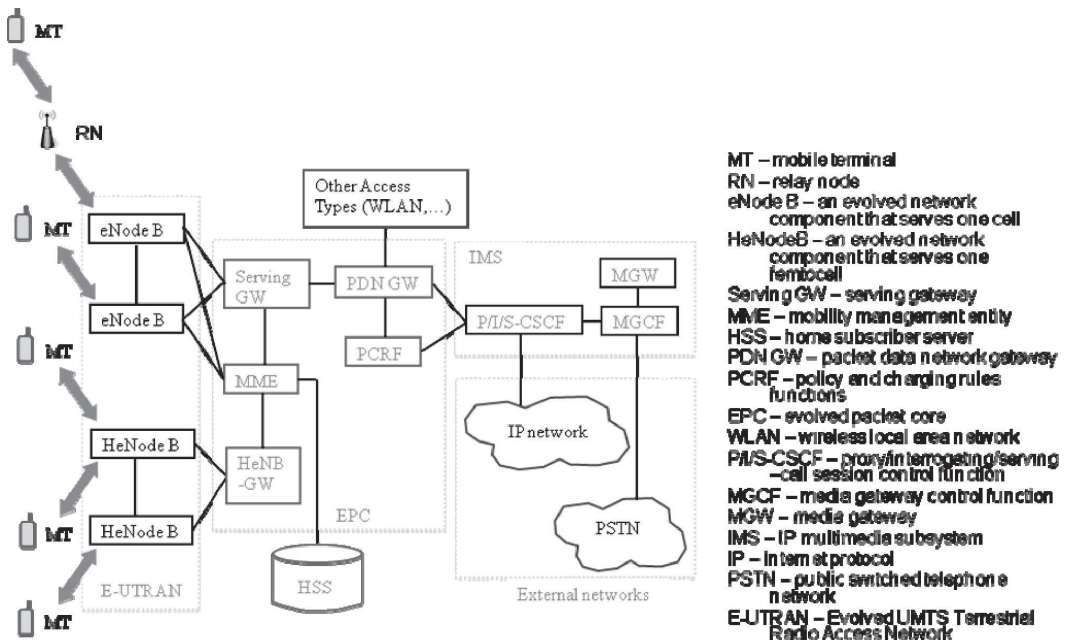 MT
RN
MT
eNode B
eNode B
MT
HeNode B
MT
HeNode B
MT
E-UTRAN
Other Access
Types (WLAN,...)
Serving
GW
PDN GW
PCRF
MME
HeNB
-GW
EPC
HSS
IMS
MGW
P/I/S-CSCF
MGCF
IP network
PSTN
External networks
MT – mobile terminal
RN – relay node
eNode B – an evolved network
component that serves one cell
HeNodeB – an evolved network
component that serves one
femtocell
Serving GW – serving gateway
MME – mobility management entity
HSS – home subscriber server
PDN GW – packet data network gateway
PCRF – policy and charging rules
functions
EPC – evolved packet core
WLAN – wireless local area network
P/I/S-CSCF – proxy/interrogating/serving
– call session control function
MGCF – media gateway control function
MGW – media gateway
IMS – IP multimedia subsystem
IP – internet protocol
PSTN – public switched telephone
network
E-UTRAN – Evolved UMTS Terrestrial
Radio Access Network